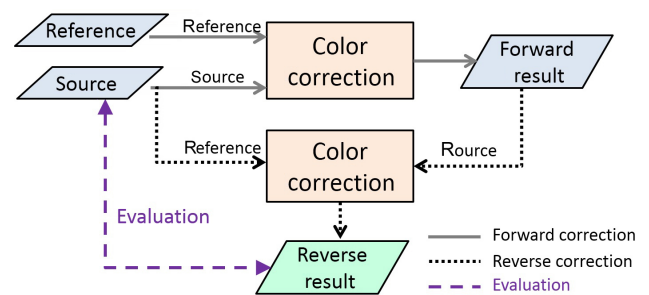 Reference
Reference
Color
correction
Forward
result
Source
Source
Reference
Color
correction
Rource
Evaluation
Reverse
result
Forward correction
Reverse correction
Evaluation